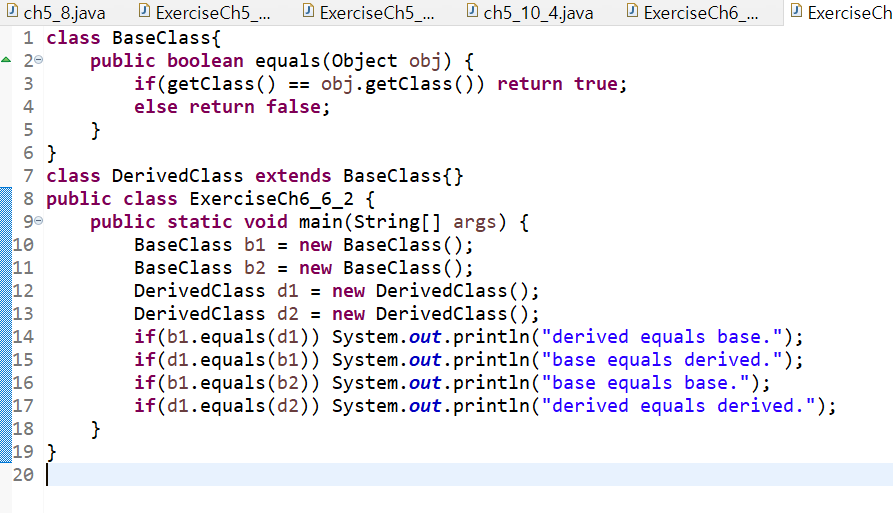 ch5_8.java ExerciseCh5_... ExerciseCh5_... ch5_10_4.java ExerciseCh6_... ExerciseCh
1 class BaseClass{
2 public boolean equals(Object obj) {
3 if(getClass() == obj.getClass()) return true;
4 else return false;
5 }
6 }
7 class DerivedClass extends BaseClass{}
8 public class ExerciseCh6_6_2 {
9 public static void main(String[] args) {
10 BaseClass b1 = new BaseClass();
11 BaseClass b2 = new BaseClass();
12 DerivedClass d1 = new DerivedClass();
13 DerivedClass d2 = new DerivedClass();
14 if(b1.equals(d1)) System.out.println("derived equals base.");
15 if(d1.equals(b1)) System.out.println("base equals derived.");
16 if(b1.equals(b2)) System.out.println("base equals base.");
17 if(d1.equals(d2)) System.out.println("derived equals derived.");
18 }
19 }
20